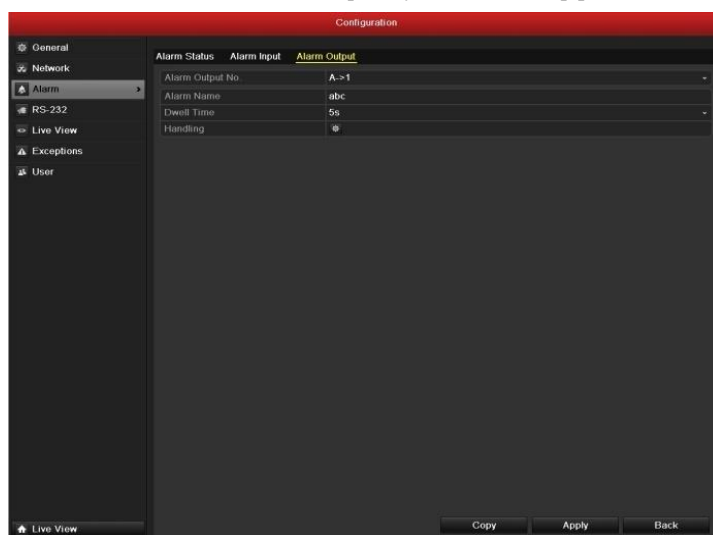 Configuration
General
Network
Alarm
RS-232
Live View
Exceptions
User
Alarm Status Alarm Input Alarm Output
Alarm Output No. A->1
Alarm Name abc
Dwell Time 5s
Handling
Live View
Copy Apply Back